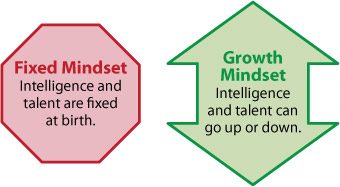 Fixed Mindset
Intelligence and
talent are fixed
at birth.
Growth
Mindset
Intelligence
and talent can
go up or down.